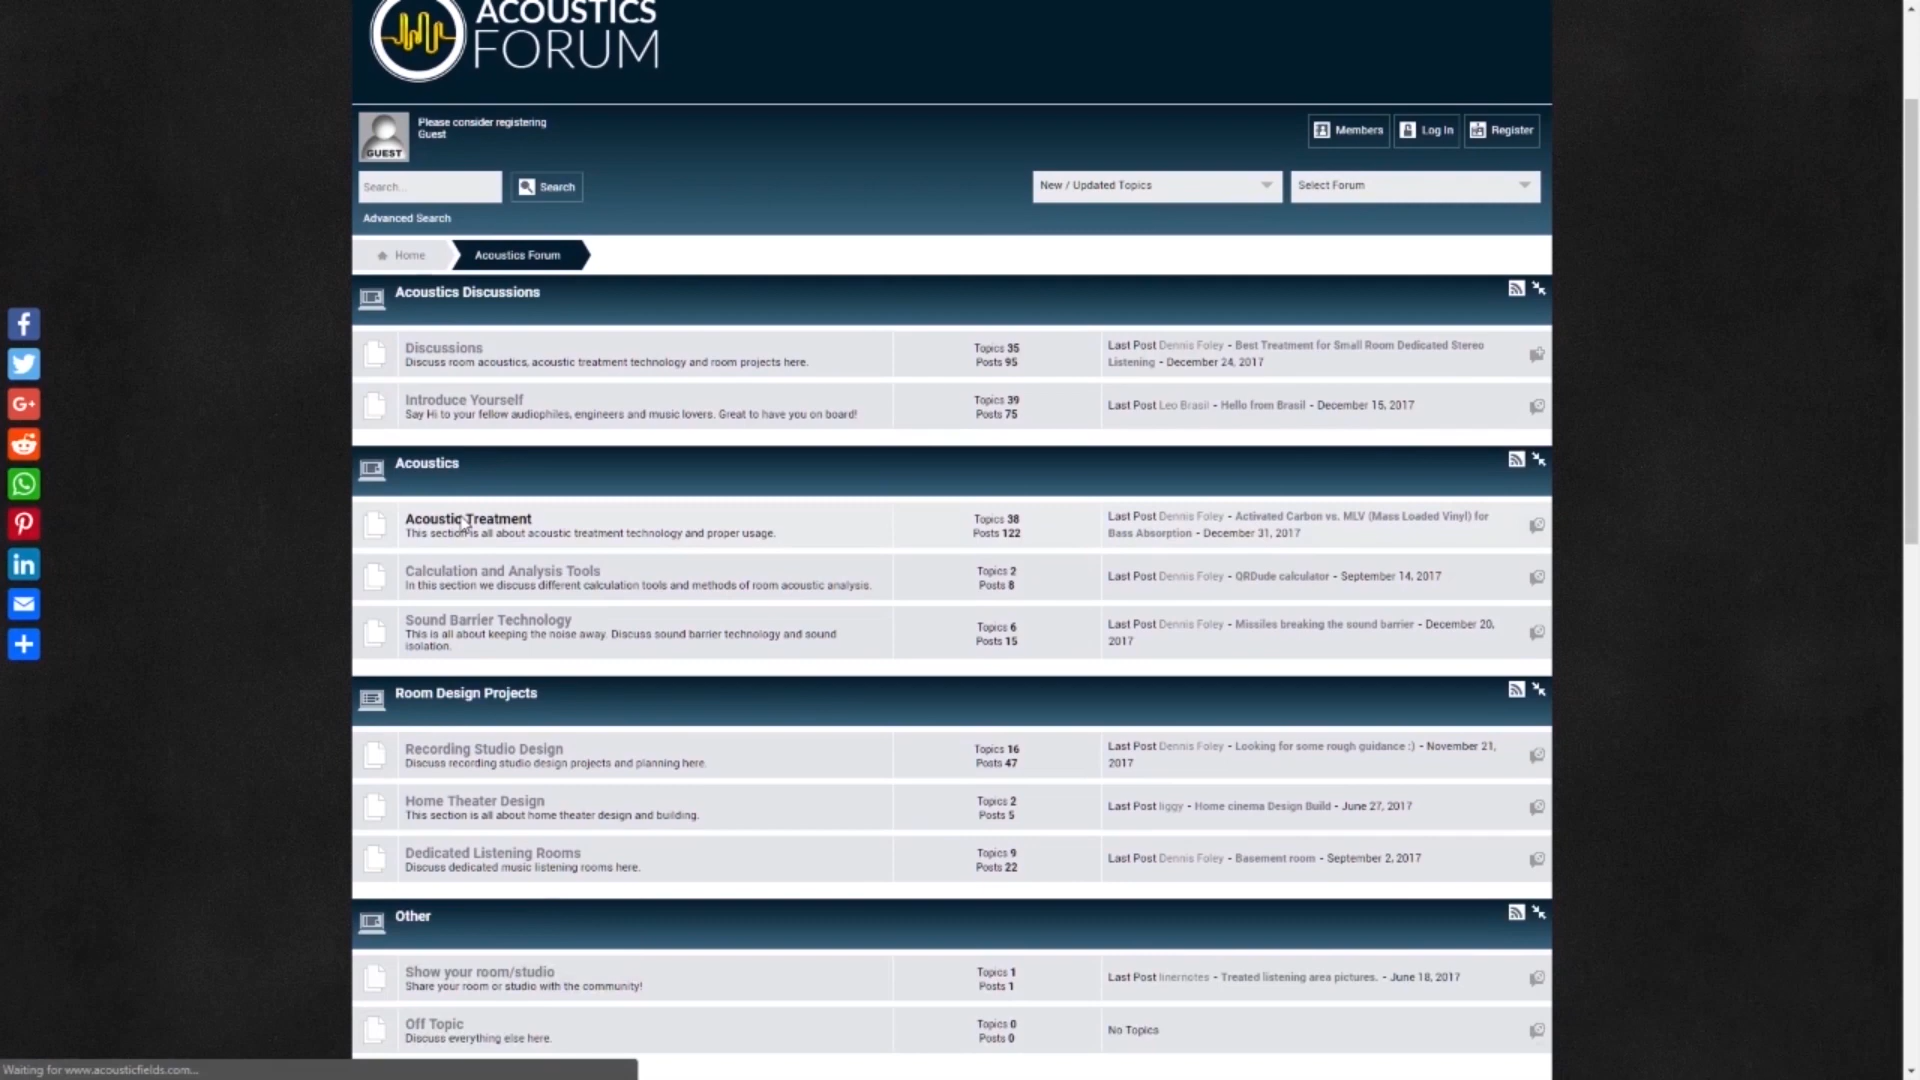 ACOUSTICS
FORUM
GUEST
Please consider registering
Guest
Members
Log In
Register
Search...
Search
New / Updated Topics
Select Forum
Advanced Search
Home
Acoustics Forum
Acoustics Discussions
Discussions
Discuss room acoustics, acoustic treatment technology and room projects here.
Topics 35
Posts 95
Last Post Dennis Foley - Best Treatment for Small Room Dedicated Stereo
Listening - December 24, 2017
Introduce Yourself
Say Hi to your fellow audiophiles, engineers and music lovers. Great to have you on board!
Topics 39
Posts 75
Last Post Leo Brasil - Hello from Brasil - December 15, 2017
Acoustics
Acoustic Treatment
This section is all about acoustic treatment technology and proper usage.
Topics 38
Posts 122
Last Post Dennis Foley - Activated Carbon vs. MLV (Mass Loaded Vinyl) for
Bass Absorption - December 31, 2017
Calculation and Analysis Tools
In this section we discuss different calculation tools and methods of room acoustic analysis.
Topics 2
Posts 8
Last Post Dennis Foley - QRDude calculator - September 14, 2017
Sound Barrier Technology
This is all about keeping the noise away. Discuss sound barrier technology and sound
isolation.
Topics 6
Posts 15
Last Post Dennis Foley - Missiles breaking the sound barrier - December 20,
2017
Room Design Projects
Recording Studio Design
Discuss recording studio design projects and planning here.
Topics 16
Posts 47
Last Post Dennis Foley - Looking for some rough guidance :) - November 21,
2017
Home Theater Design
This section is all about home theater design and building.
Topics 2
Posts 5
Last Post liggy - Home cinema Design Build - June 27, 2017
Dedicated Listening Rooms
Discuss dedicated music listening rooms here.
Topics 9
Posts 22
Last Post Dennis Foley - Basement room - September 2, 2017
Other
Show your room/studio
Share your room or studio with the community!
Topics 1
Posts 1
Last Post linernotes - Treated listening area pictures. - June 18, 2017
Off Topic
Discuss everything else here.
Topics 0
Posts 0
No Topics
Waiting for www.acousticfields.com...